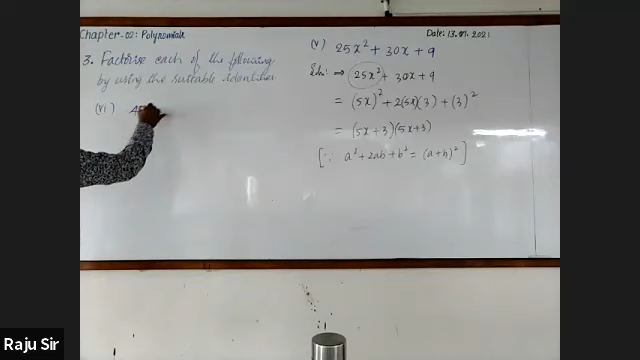 Chapter-02: Polynomials
Date: 13.07.2021
3. Factorise each of the following
by using the suitable identities
(vi) 4
(v) 25x² + 30x + 9
Soln: ⇒ 25x² + 30x + 9
= (5x)² + 2(5x)(3) + (3)²
= (5x+3)(5x+3)
[∵ a² + 2ab + b² = (a+b)²]
Raju Sir